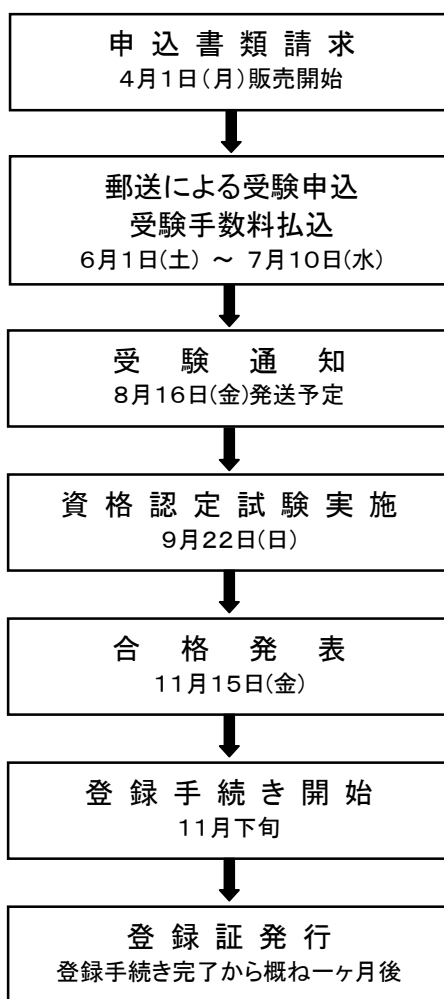 申込書類請求
４月１日（月）販売開始
郵送による受験申込
受験手数料払込
６月１日(土) ～ ７月１０日(水)
受験通知
８月１６日(金)発送予定
資格認定試験実施
９月２２日(日)
合格発表
１１月１５日(金)
登録手続き開始
１１月下旬
登録証発行
登録手続き完了から概ね一ヶ月後